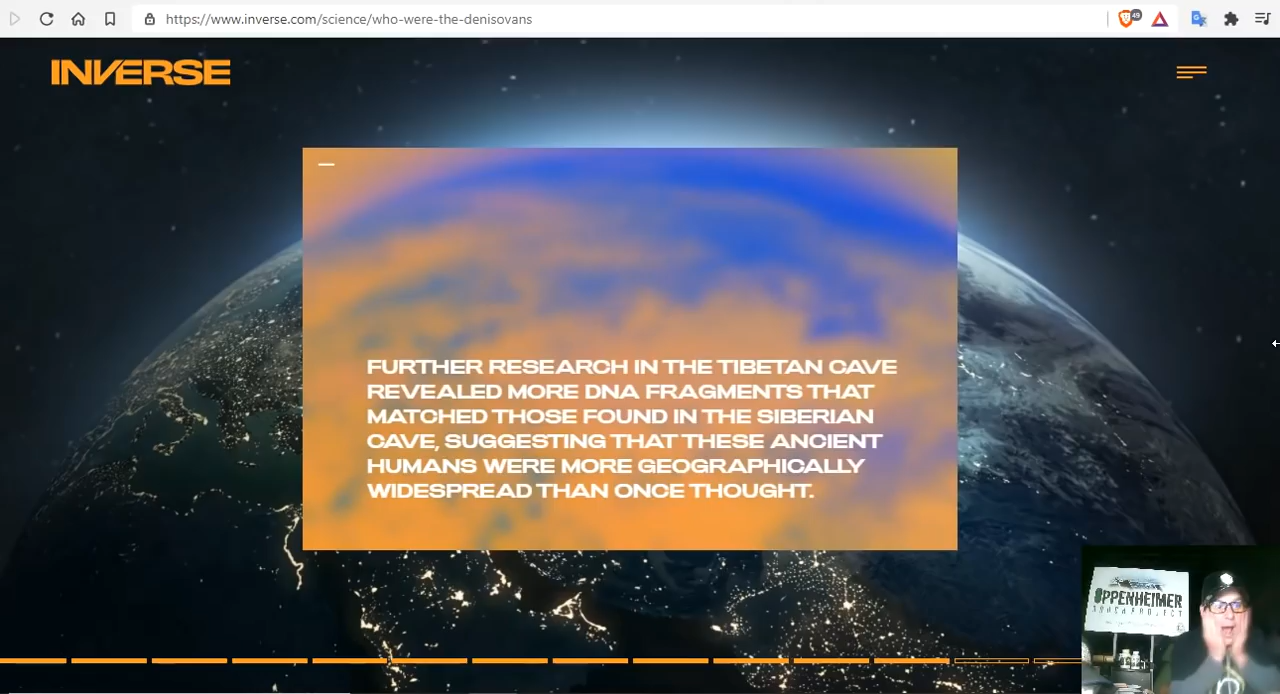 https://www.inverse.com/science/who-were-the-denisovans
49
INVERSE
FURTHER RESEARCH IN THE TIBETAN CAVE
REVEALED MORE DNA FRAGMENTS THAT
MATCHED THOSE FOUND IN THE SIBERIAN
CAVE, SUGGESTING THAT THESE ANCIENT
HUMANS WERE MORE GEOGRAPHICALLY
WIDESPREAD THAN ONCE THOUGHT.
OPPENHEIMER